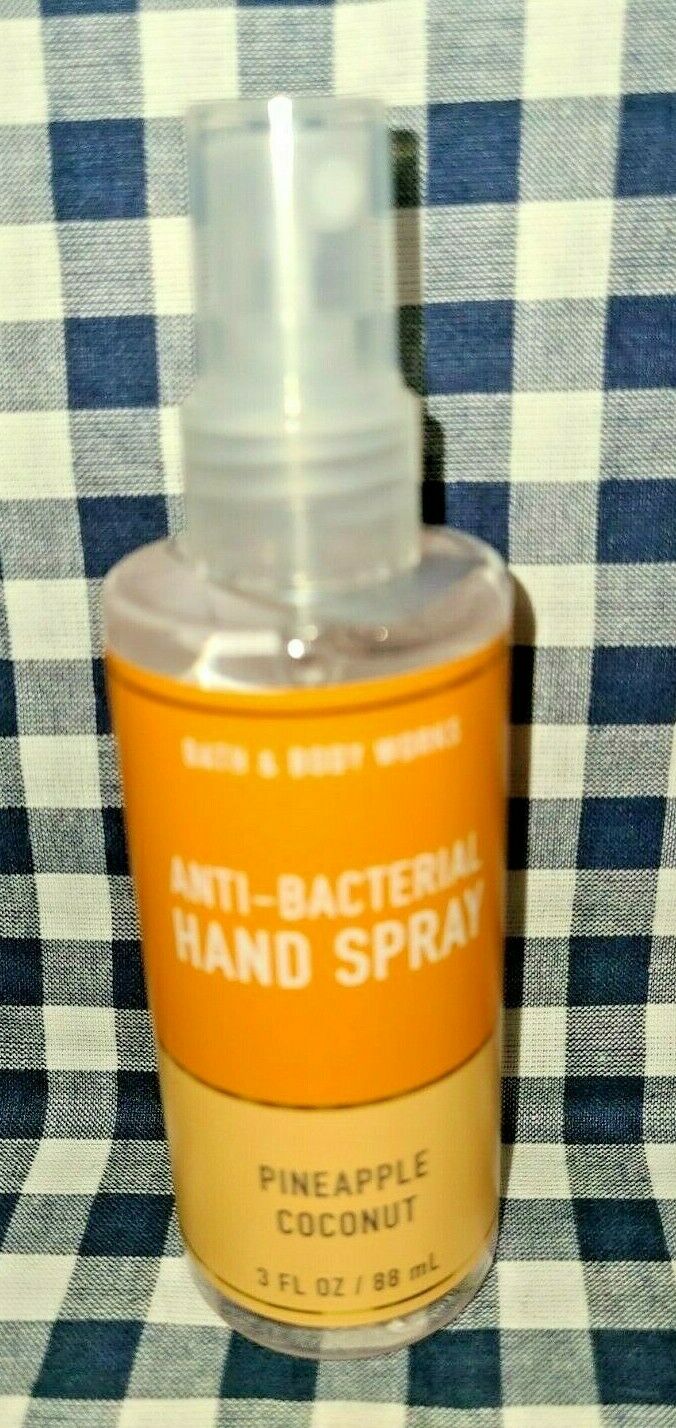 BATH & BODY WORKS
ANTI-BACTERIAL
HAND SPRAY
PINEAPPLE
COCONUT
3 FL OZ / 88 mL